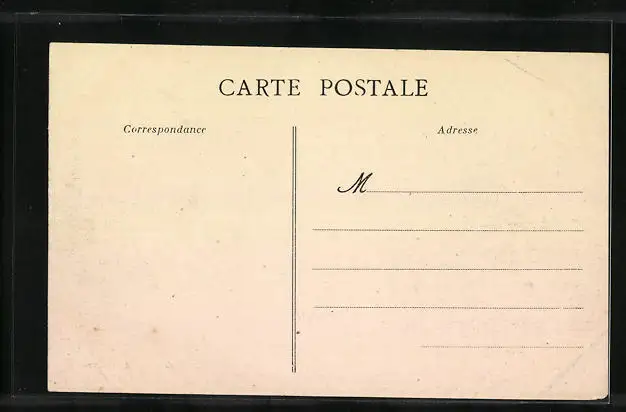 CARTE POSTALE
Correspondance
Adresse
M